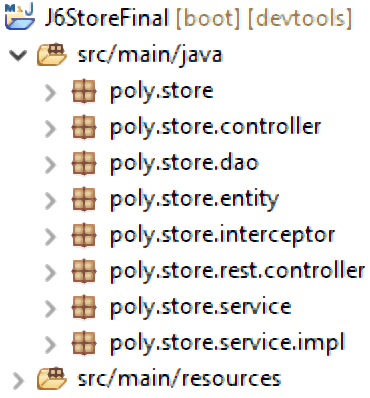 J6StoreFinal [boot] [devtools]
src/main/java
poly.store
poly.store.controller
poly.store.dao
poly.store.entity
poly.store.interceptor
poly.store.rest.controller
poly.store.service
poly.store.service.impl
src/main/resources